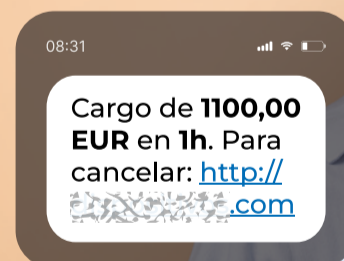 08:31
Cargo de 1100,00
EUR en 1h. Para
cancelar: http://
.com